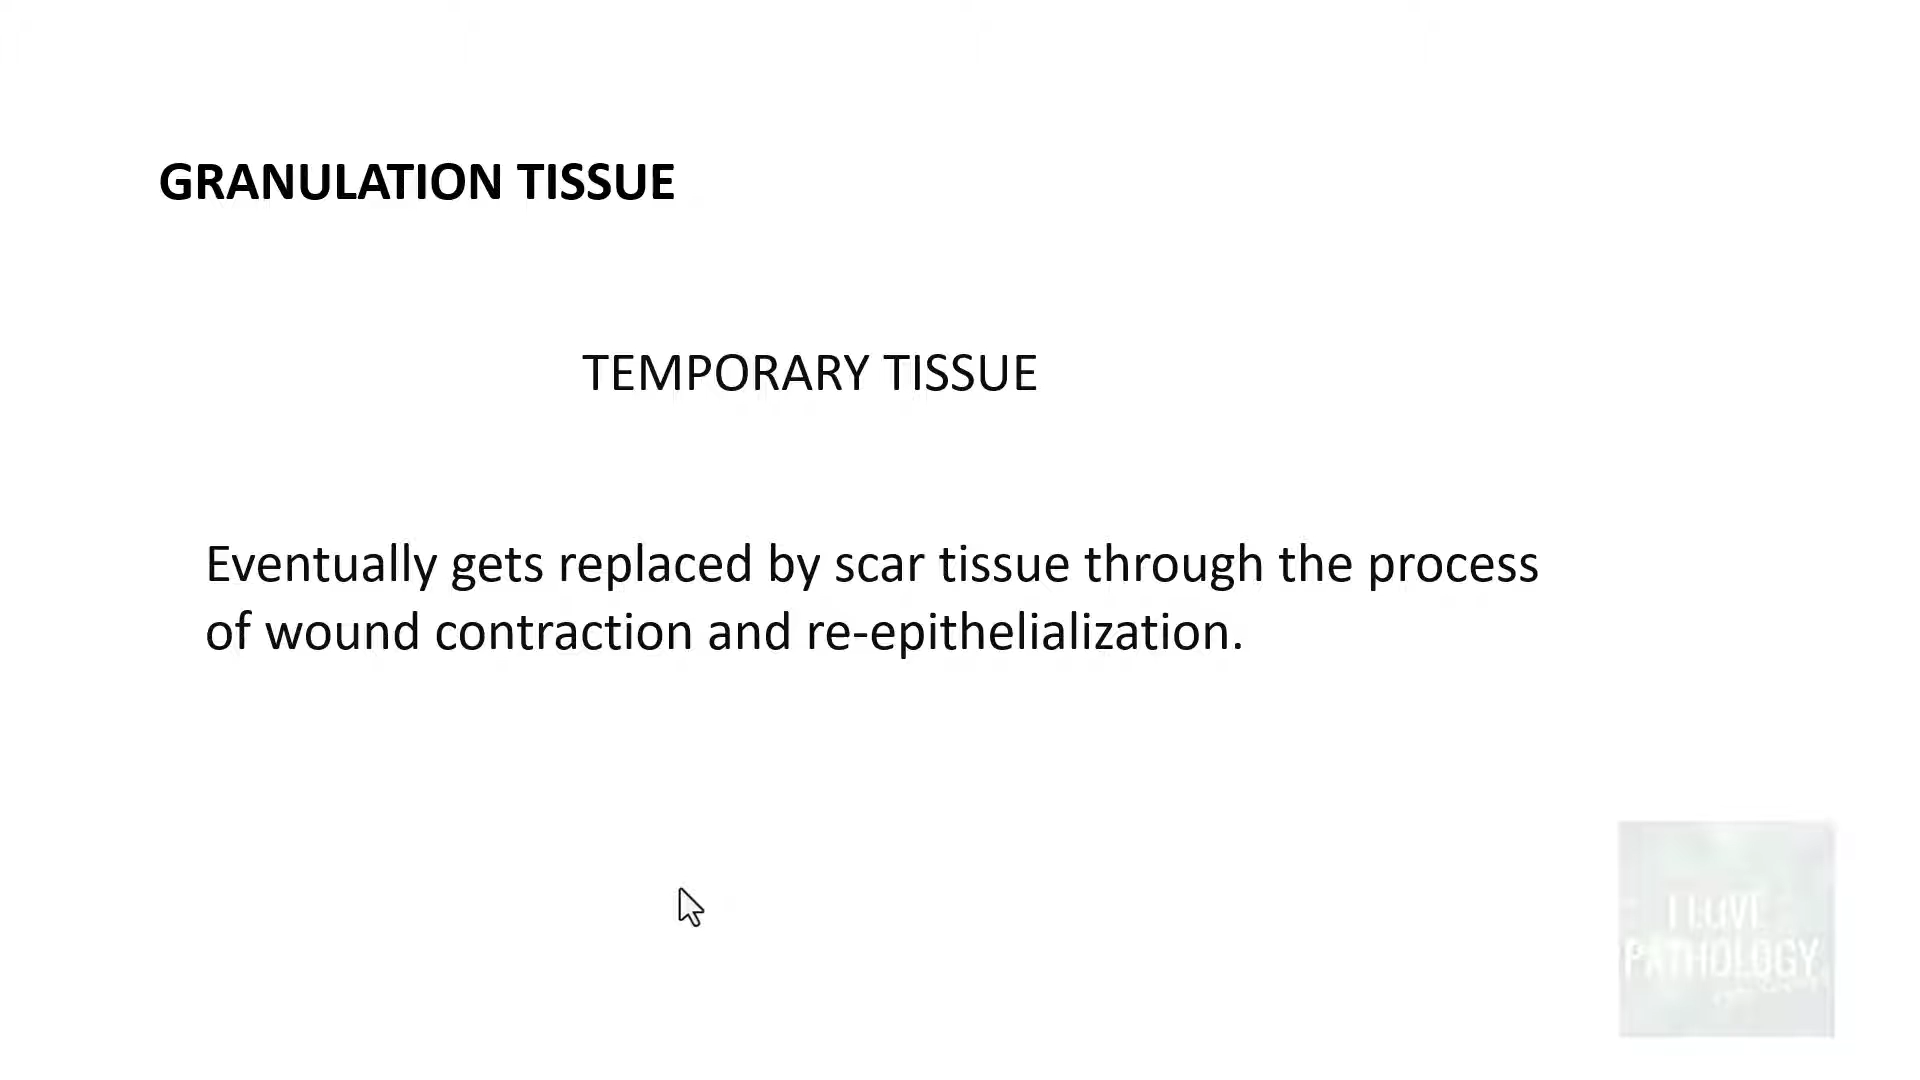 GRANULATION TISSUE
TEMPORARY TISSUE
Eventually gets replaced by scar tissue through the process
of wound contraction and re-epithelialization.
I LOVE
PATHOLOGY